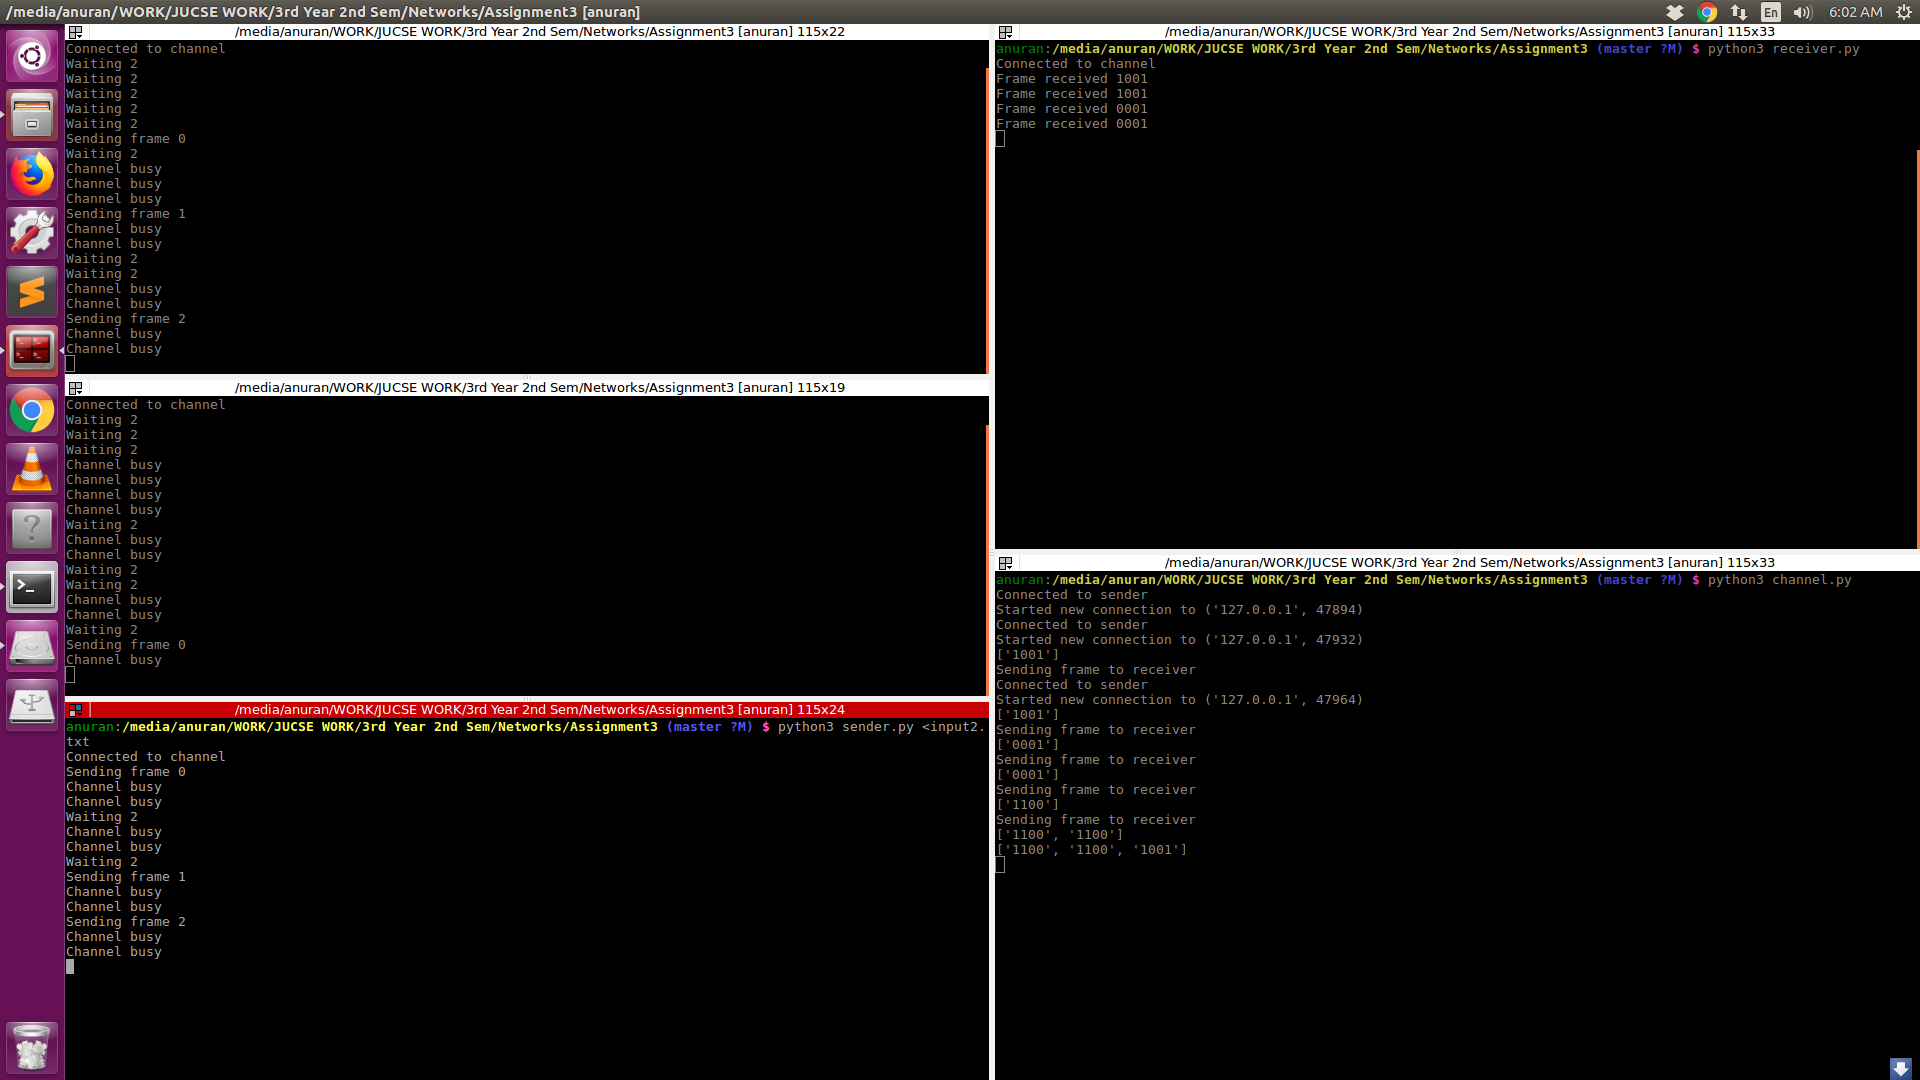 /media/anuran/WORK/JUCSE WORK/3rd Year 2nd Sem/Networks/Assignment3 [anuran]
En
6:02 AM
/media/anuran/WORK/JUCSE WORK/3rd Year 2nd Sem/Networks/Assignment3 [anuran] 115x22
Connected to channel
Waiting 2
Waiting 2
Waiting 2
Waiting 2
Waiting 2
Sending frame 0
Waiting 2
Channel busy
Channel busy
Channel busy
Sending frame 1
Channel busy
Channel busy
Waiting 2
Waiting 2
Channel busy
Channel busy
Sending frame 2
Channel busy
Channel busy
/media/anuran/WORK/JUCSE WORK/3rd Year 2nd Sem/Networks/Assignment3 [anuran] 115x19
Connected to channel
Waiting 2
Waiting 2
Waiting 2
Channel busy
Channel busy
Channel busy
Channel busy
Waiting 2
Channel busy
Channel busy
Waiting 2
Waiting 2
Channel busy
Channel busy
Waiting 2
Sending frame 0
Channel busy
/media/anuran/WORK/JUCSE WORK/3rd Year 2nd Sem/Networks/Assignment3 [anuran] 115x24
anuran:/media/anuran/WORK/JUCSE WORK/3rd Year 2nd Sem/Networks/Assignment3 (master ?M) $ python3 sender.py <input2.
txt
Connected to channel
Sending frame 0
Channel busy
Channel busy
Waiting 2
Channel busy
Channel busy
Waiting 2
Sending frame 1
Channel busy
Channel busy
Sending frame 2
Channel busy
Channel busy
/media/anuran/WORK/JUCSE WORK/3rd Year 2nd Sem/Networks/Assignment3 [anuran] 115x33
anuran:/media/anuran/WORK/JUCSE WORK/3rd Year 2nd Sem/Networks/Assignment3 (master ?M) $ python3 receiver.py
Connected to channel
Frame received 1001
Frame received 1001
Frame received 0001
Frame received 0001
/media/anuran/WORK/JUCSE WORK/3rd Year 2nd Sem/Networks/Assignment3 [anuran] 115x33
anuran:/media/anuran/WORK/JUCSE WORK/3rd Year 2nd Sem/Networks/Assignment3 (master ?M) $ python3 channel.py
Connected to sender
Started new connection to ('127.0.0.1', 47894)
Connected to sender
Started new connection to ('127.0.0.1', 47932)
['1001']
Sending frame to receiver
Connected to sender
Started new connection to ('127.0.0.1', 47964)
['1001']
Sending frame to receiver
['0001']
Sending frame to receiver
['0001']
Sending frame to receiver
['1100']
Sending frame to receiver
['1100', '1100']
['1100', '1100', '1001']